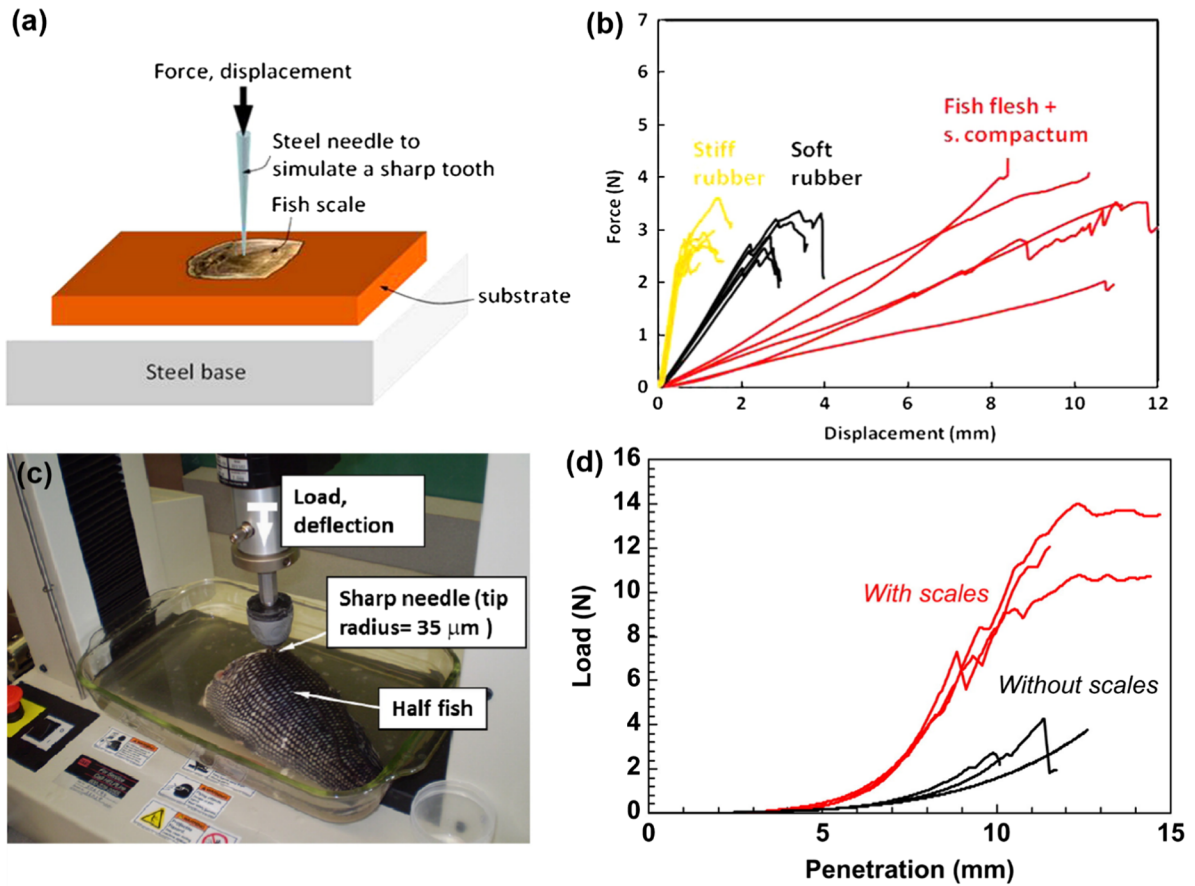 (a)
Force, displacement
Steel needle to
simulate a sharp tooth
Fish scale
substrate
Steel base
(b)
7
6
5
4
3
2
1
0
Force (N)
Stiff
rubber
Soft
rubber
Fish flesh +
s. compactum
0 2 4 6 8 10 12
Displacement (mm)
(c)
Load,
deflection
Sharp needle (tip
radius= 35 μm )
Half fish
(d)
16
14
12
10
8
6
4
2
0
Load (N)
With scales
Without scales
0 5 10 15
Penetration (mm)